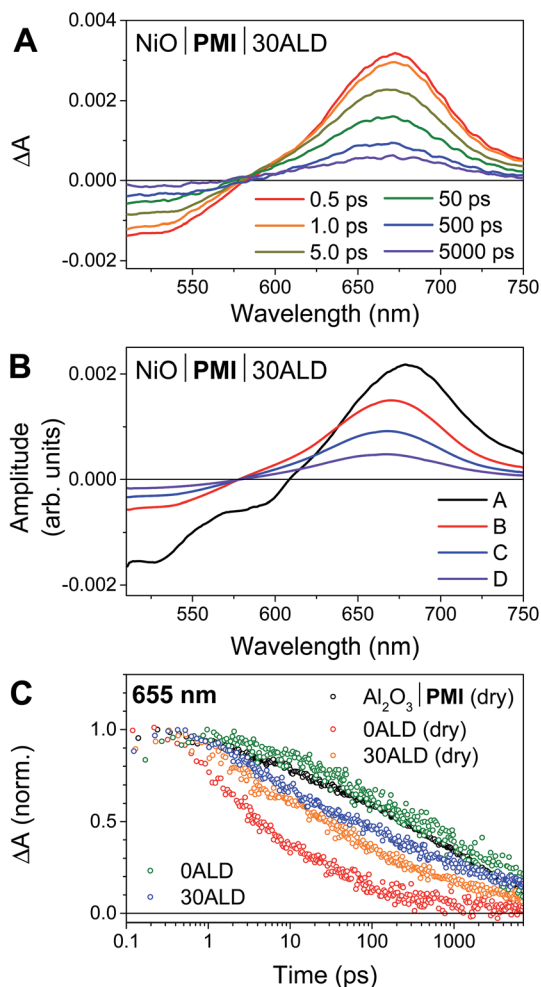 A
NiO | PMI | 30ALD
0.004
0.002
0.000
-0.002
ΔA
0.5 ps
50 ps
1.0 ps
500 ps
5.0 ps
5000 ps
550
600
650
700
750
Wavelength (nm)
B
NiO | PMI | 30ALD
0.002
0.000
-0.002
Amplitude
(arb. units)
A
B
C
D
550
600
650
700
750
Wavelength (nm)
C
655 nm
Al₂O₃ | PMI (dry)
0ALD (dry)
30ALD (dry)
1.0
0.5
0.0
ΔA (norm.)
0ALD
30ALD
0.1
1
10
100
1000
Time (ps)